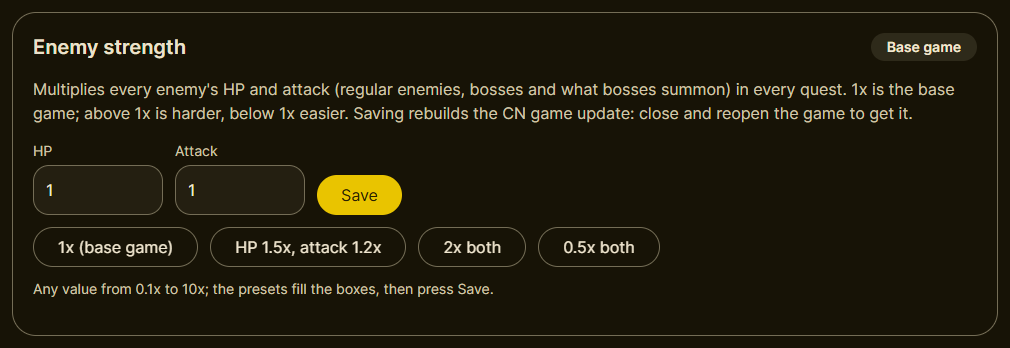 Enemy strength
Base game
Multiplies every enemy's HP and attack (regular enemies, bosses and what bosses summon) in every quest. 1x is the base
game; above 1x is harder, below 1x easier. Saving rebuilds the CN game update: close and reopen the game to get it.
HP
Attack
1
1
Save
1x (base game)
HP 1.5x, attack 1.2x
2x both
0.5x both
Any value from 0.1x to 10x; the presets fill the boxes, then press Save.